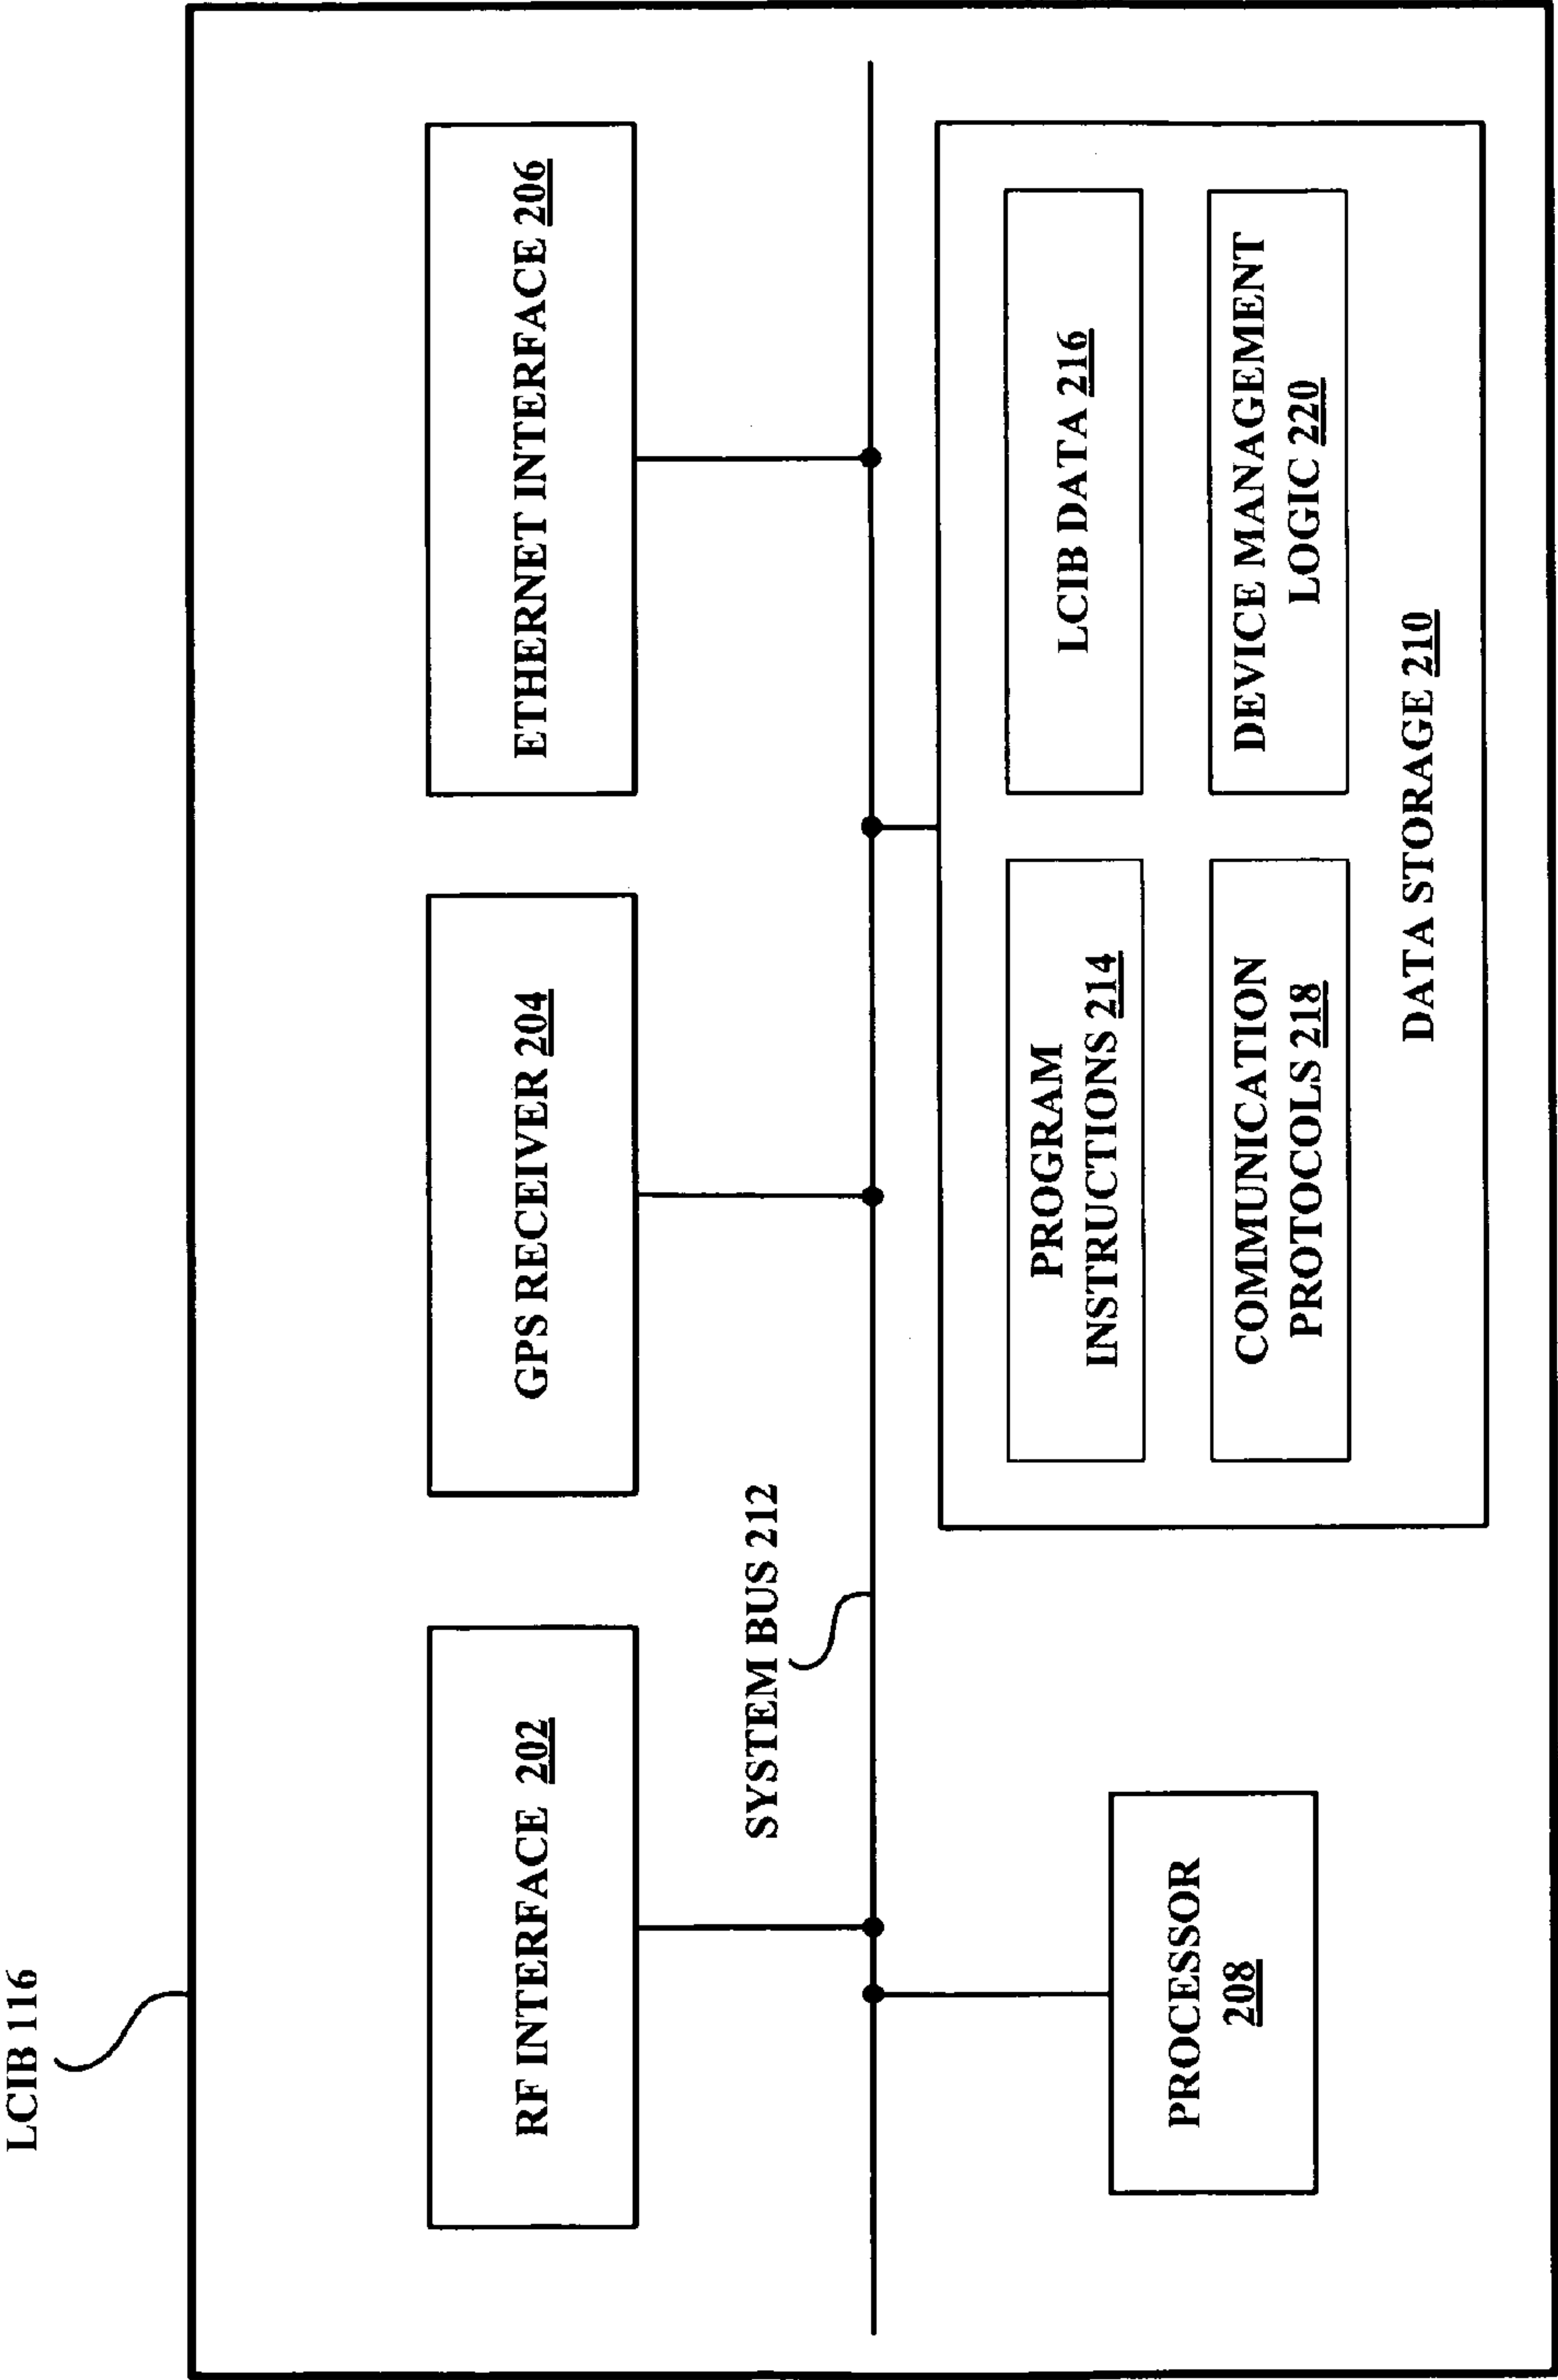 LCIB 116
RF INTERFACE 202
GPS RECEIVER 204
ETHERNET INTERFACE 206
SYSTEM BUS 212
PROCESSOR
208
PROGRAM
INSTRUCTIONS 214
LCIB DATA 216
COMMUNICATION
PROTOCOLS 218
DEVICE MANAGEMENT
LOGIC 220
DATA STORAGE 210